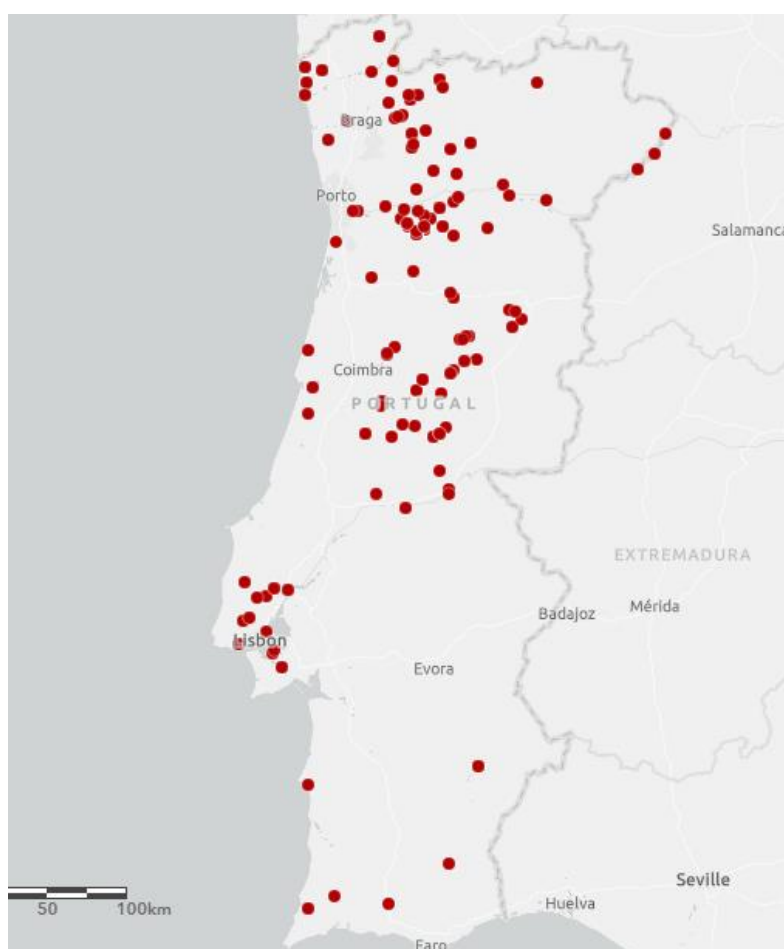 Braga
Porto
Salamanca
Coimbra
PORTUGAL
EXTREMADURA
Badajoz
Mérida
Lisbon
Evora
Seville
50
100km
Huelva
Faro